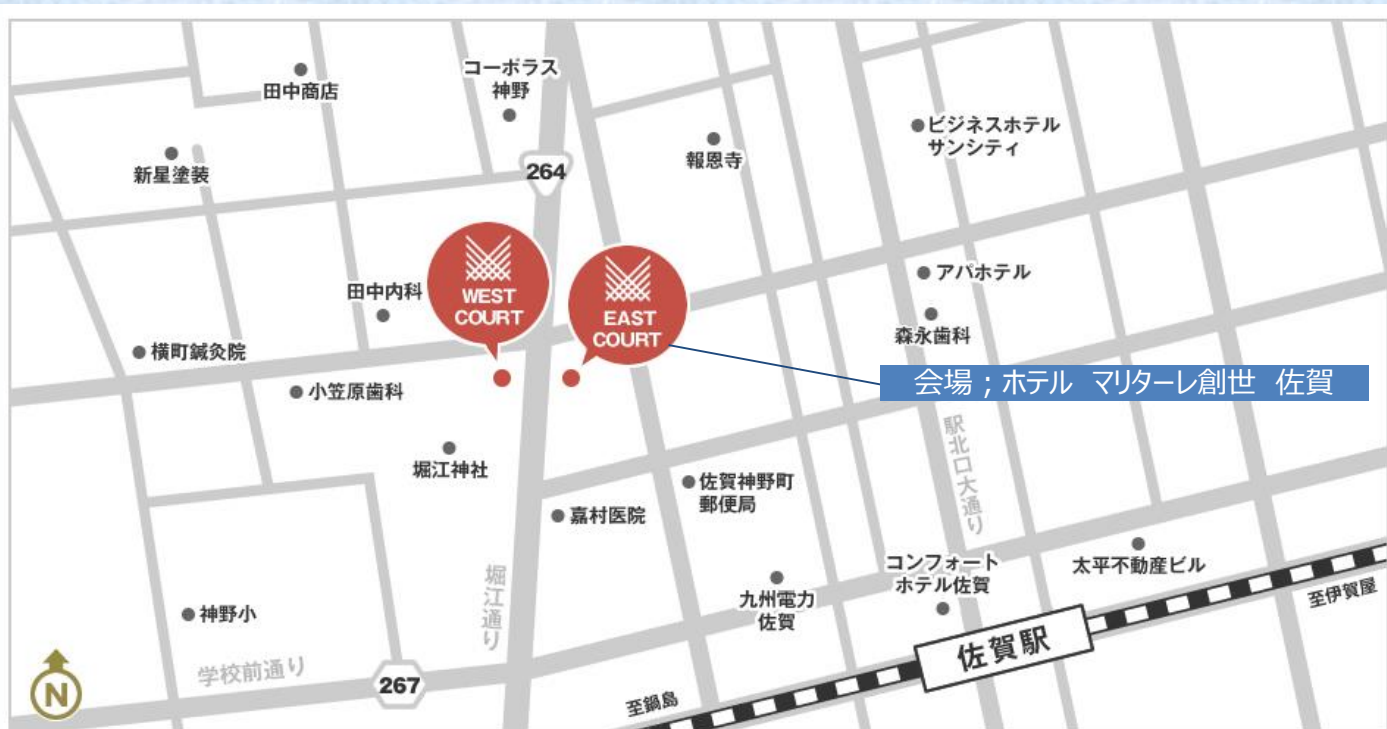 田中商店
コーポラス
神野
ビジネスホテル
サンシティ
報恩寺
新星塗装
264
WEST
COURT
EAST
COURT
田中内科
アパホテル
森永歯科
横町鍼灸院
小笠原歯科
会場；ホテル　マリターレ創世　佐賀
駅北口大通り
堀江神社
佐賀神野町
郵便局
嘉村医院
堀江通り
コンフォート
ホテル佐賀
太平不動産ビル
九州電力
佐賀
至伊賀屋
神野小
佐賀駅
学校前通り
267
至鍋島
N